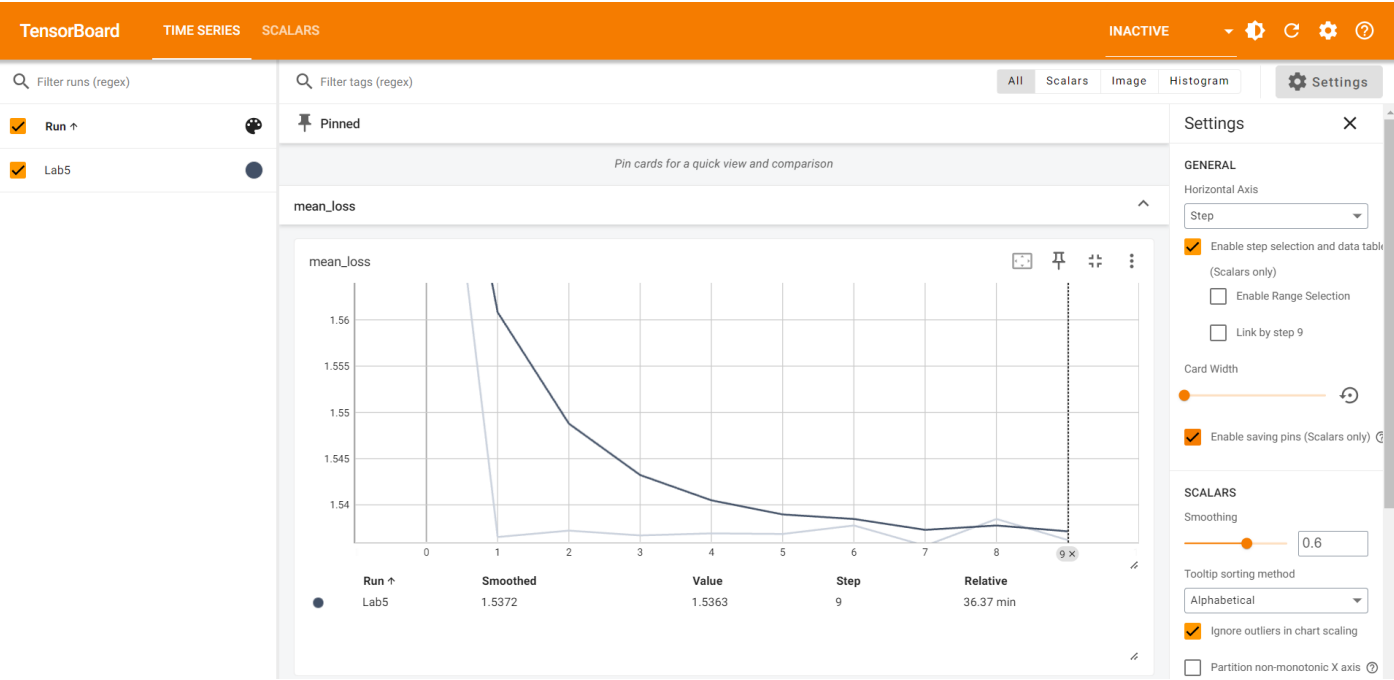 TensorBoard TIME SERIES SCALARS INACTIVE
Filter runs (regex)
Run ↑
Lab5
Filter tags (regex) All Scalars Image Histogram Settings
Pinned
Pin cards for a quick view and comparison
mean_loss
mean_loss
1.56
1.555
1.55
1.545
1.54
0 1 2 3 4 5 6 7 8 9 ×
Run ↑ Smoothed Value Step Relative
Lab5 1.5372 1.5363 9 36.37 min
Settings
GENERAL
Horizontal Axis
Step
Enable step selection and data table
(Scalars only)
Enable Range Selection
Link by step 9
Card Width
Enable saving pins (Scalars only)
SCALARS
Smoothing
0.6
Tooltip sorting method
Alphabetical
Ignore outliers in chart scaling
Partition non-monotonic X axis